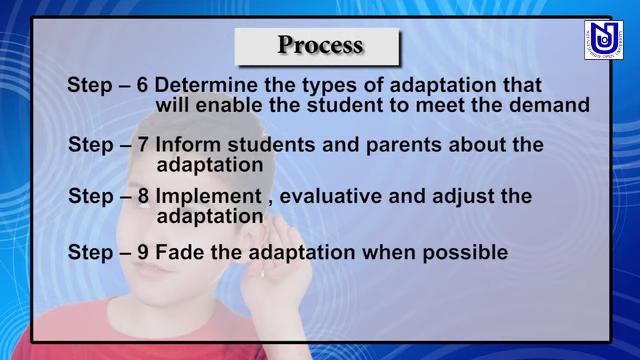 Process
Step – 6 Determine the types of adaptation that
will enable the student to meet the demand
Step – 7 Inform students and parents about the
adaptation
Step – 8 Implement , evaluative and adjust the
adaptation
Step – 9 Fade the adaptation when possible